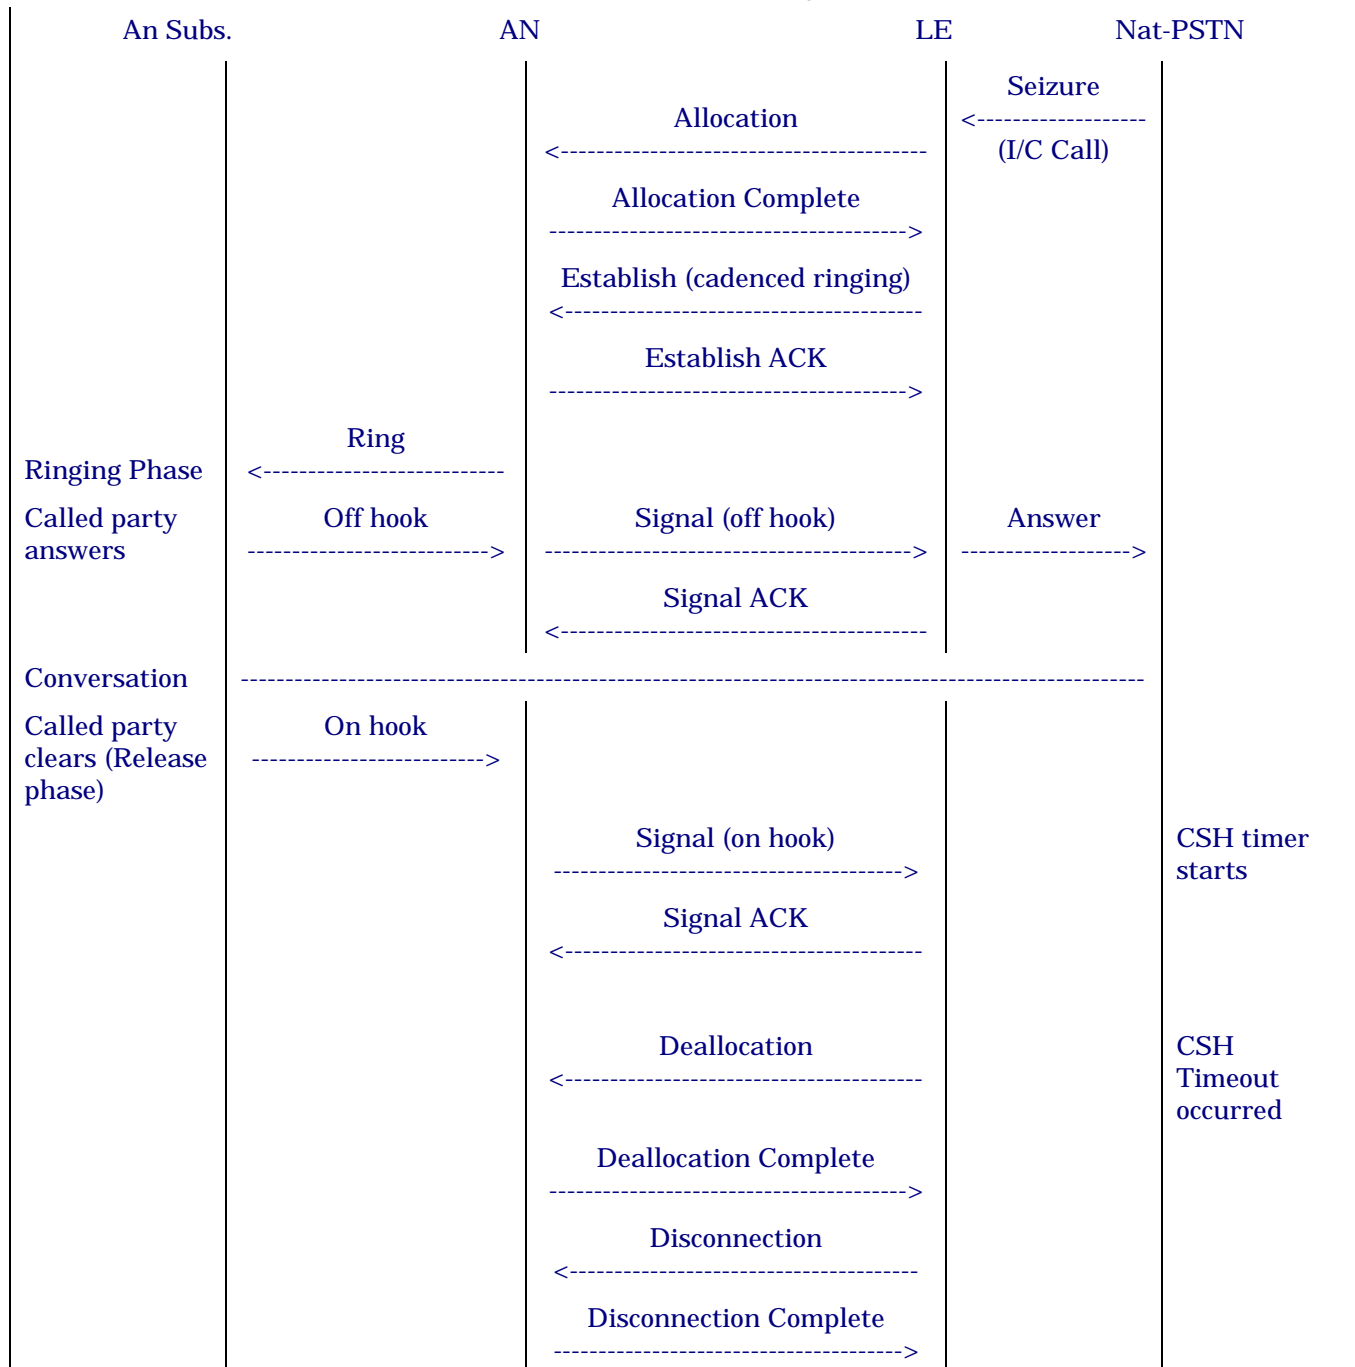 An Subs. AN LE Nat-PSTN
Seizure
Allocation <-------------------
<----------------------------------------- (I/C Call)
Allocation Complete
---------------------------------------->
Establish (cadenced ringing)
<----------------------------------------
Establish ACK
---------------------------------------->
Ring
Ringing Phase <---------------------------
Called party Off hook Signal (off hook) Answer
answers ---------------------------> -----------------------------------------> ------------------->
Signal ACK
<-----------------------------------------
Conversation -----------------------------------------------------------------------------------------------------
Called party On hook
clears (Release -------------------------->
phase)
Signal (on hook) CSH timer
---------------------------------------> starts
Signal ACK
<----------------------------------------
Deallocation CSH
<---------------------------------------- Timeout
occurred
Deallocation Complete
---------------------------------------->
Disconnection
<---------------------------------------
Disconnection Complete
--------------------------------------->